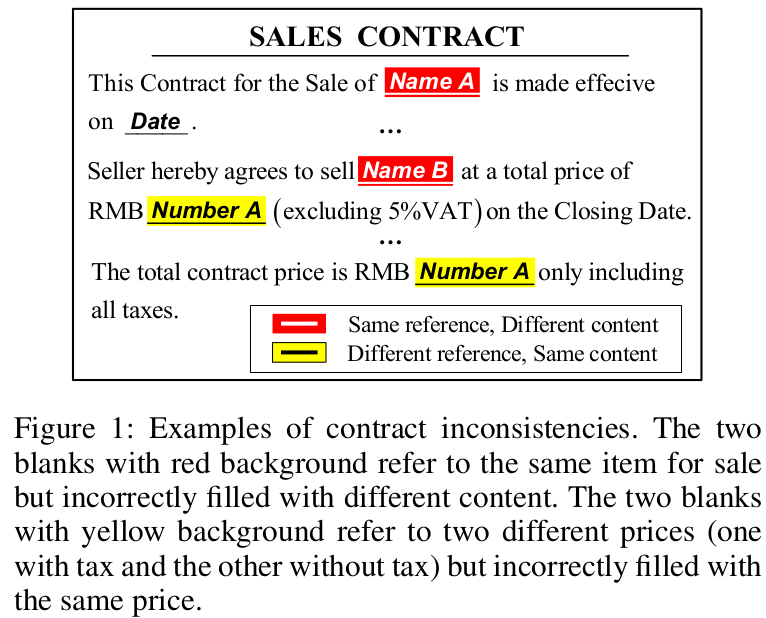 SALES CONTRACT
This Contract for the Sale of Name A is made effecive
on Date .
...
Seller hereby agrees to sell Name B at a total price of
RMB Number A (excluding 5%VAT) on the Closing Date.
...
The total contract price is RMB Number A only including
all taxes.
Same reference, Different content
Different reference, Same content
Figure 1: Examples of contract inconsistencies. The two
blanks with red background refer to the same item for sale
but incorrectly filled with different content. The two blanks
with yellow background refer to two different prices (one
with tax and the other without tax) but incorrectly filled with
the same price.